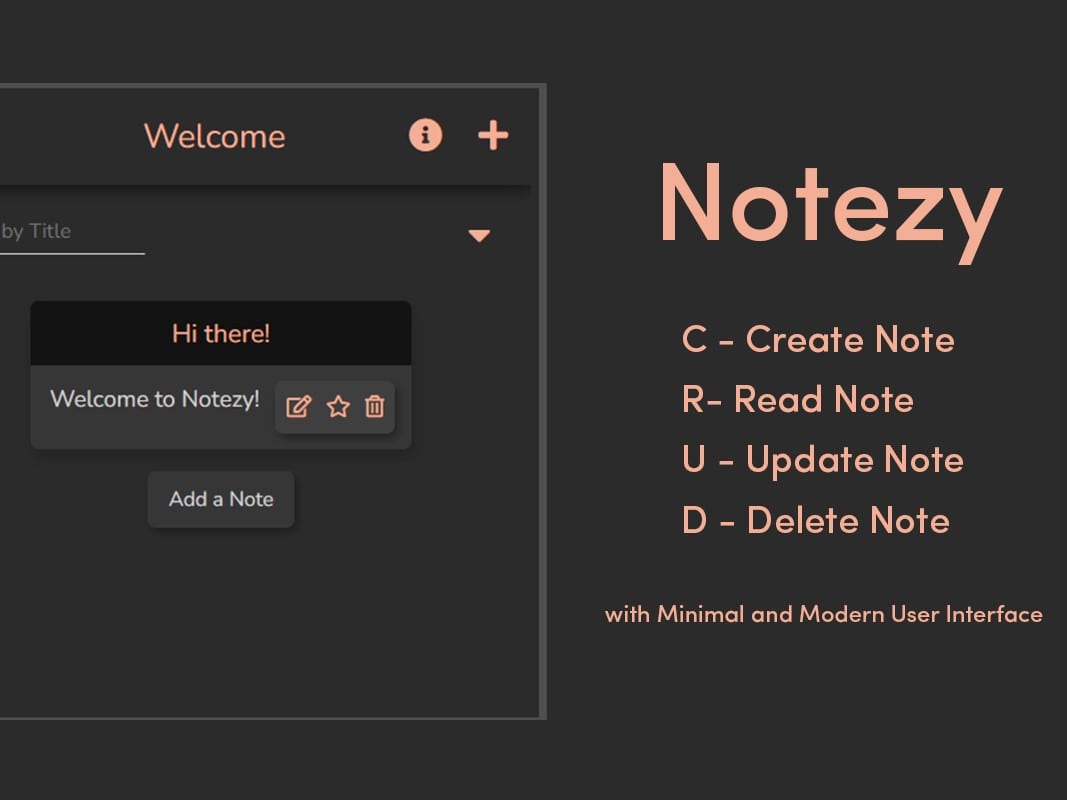 Welcome
by Title
Hi there!
Welcome to Notezy!
Add a Note
Notezy
C - Create Note
R- Read Note
U - Update Note
D - Delete Note
with Minimal and Modern User Interface